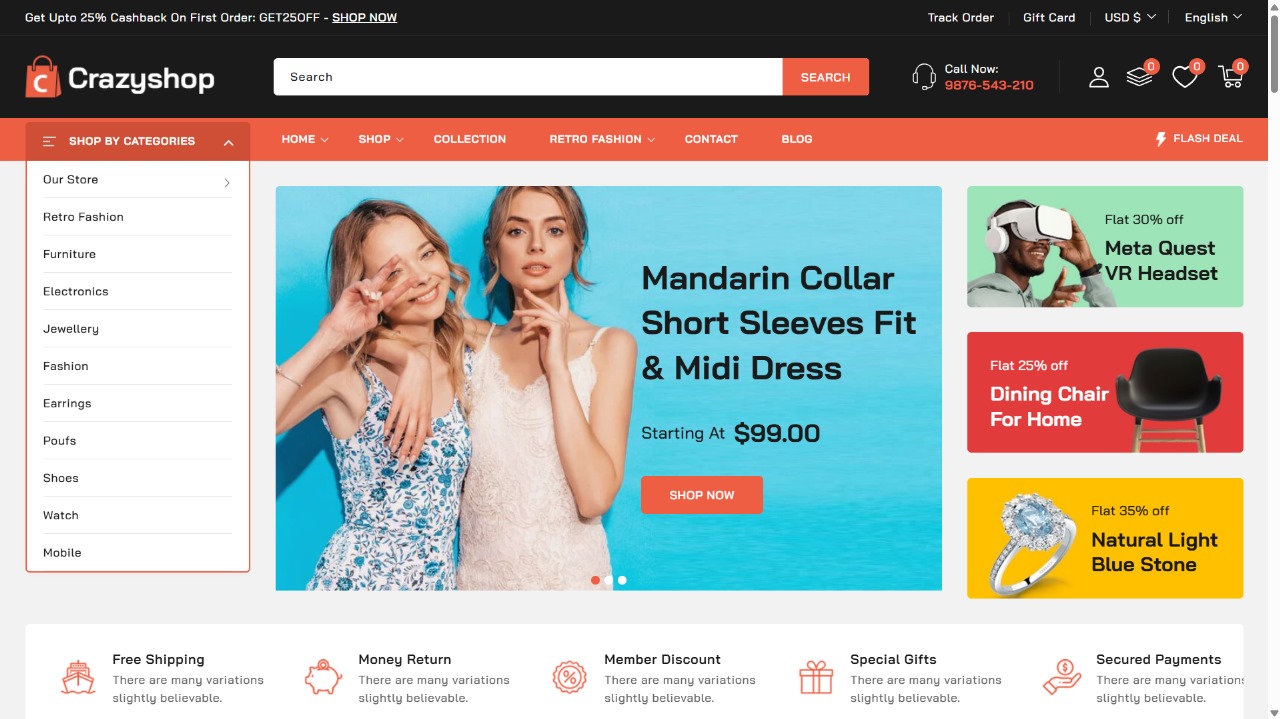 Get Upto 25% Cashback On First Order: GET25OFF - SHOP NOW
Track Order
Gift Card
USD $
English
Crazyshop
Search
SEARCH
Call Now:
9876-543-210
0
0
0
SHOP BY CATEGORIES
HOME
SHOP
COLLECTION
RETRO FASHION
CONTACT
BLOG
FLASH DEAL
Our Store
Retro Fashion
Furniture
Electronics
Jewellery
Fashion
Earrings
Poufs
Shoes
Watch
Mobile
Mandarin Collar
Short Sleeves Fit
& Midi Dress
Starting At $99.00
SHOP NOW
Flat 30% off
Meta Quest
VR Headset
Flat 25% off
Dining Chair
For Home
Flat 35% off
Natural Light
Blue Stone
Free Shipping
There are many variations
slightly believable.
Money Return
There are many variations
slightly believable.
Member Discount
There are many variations
slightly believable.
Special Gifts
There are many variations
slightly believable.
Secured Payments
There are many variations
slightly believable.